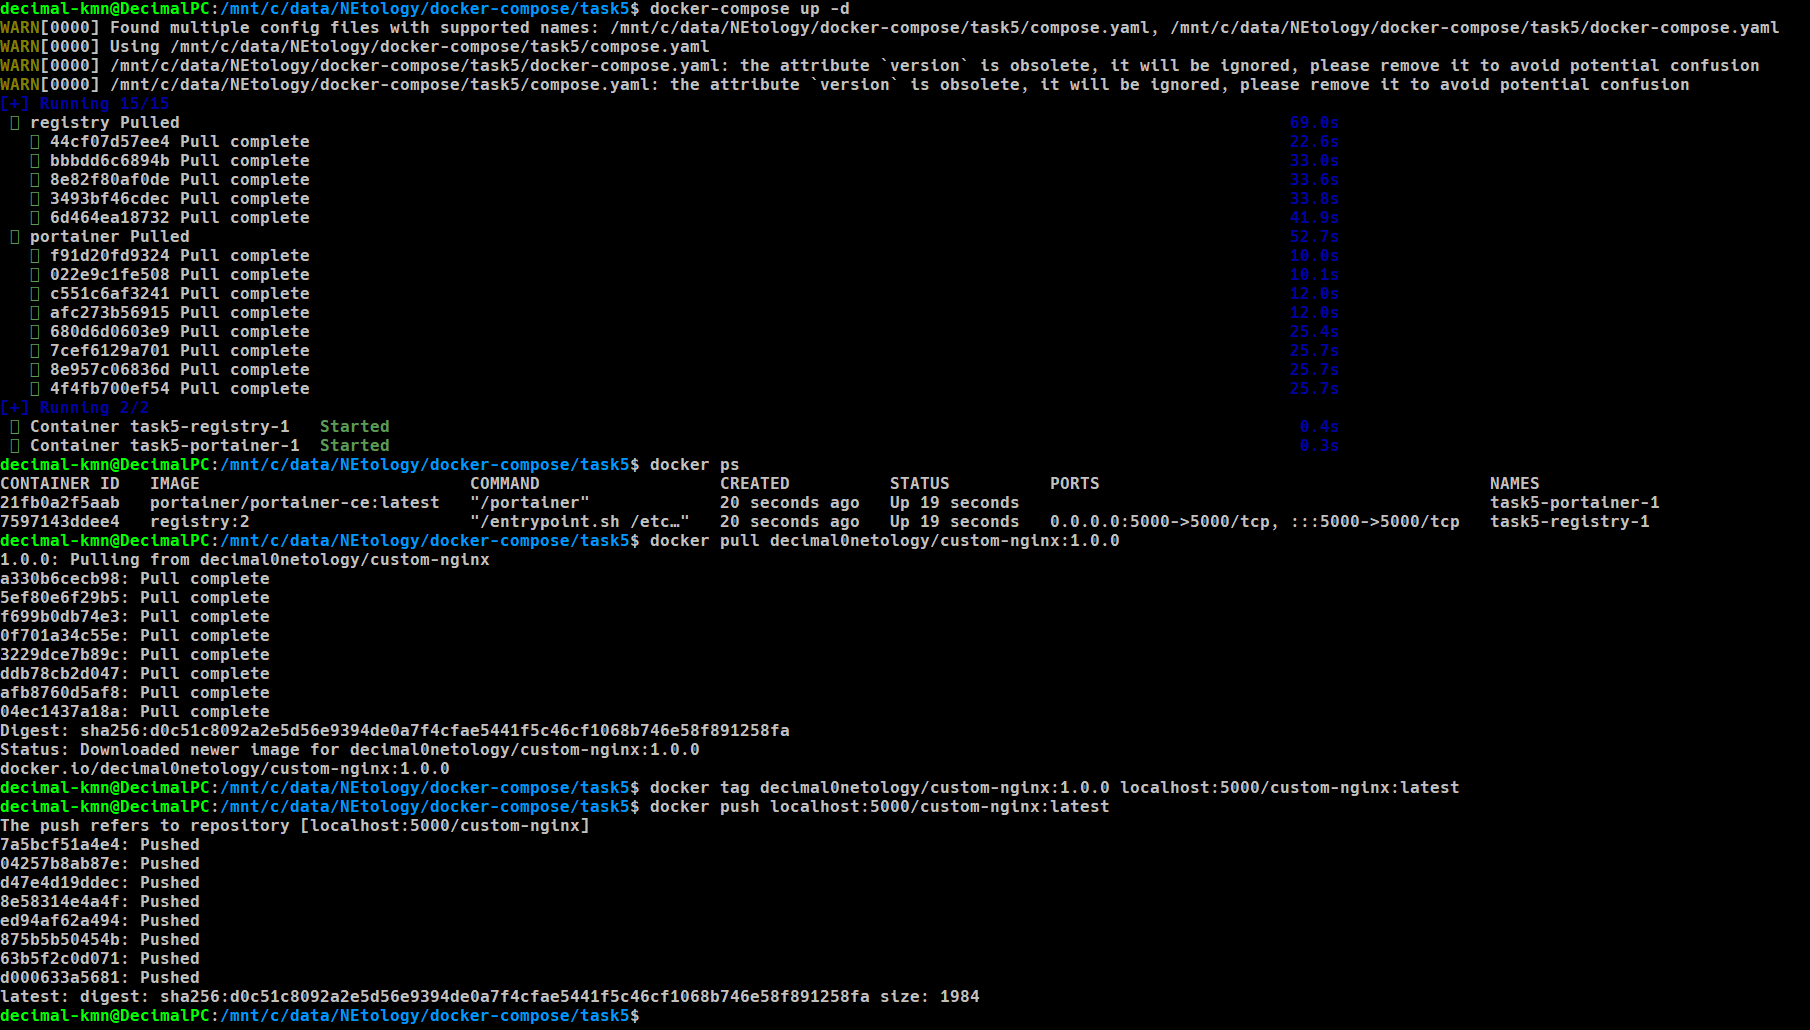 decimal-kmn@DecimalPC:/mnt/c/data/NEtology/docker-compose/task5$ docker-compose up -d
WARN[0000] Found multiple config files with supported names: /mnt/c/data/NEtology/docker-compose/task5/compose.yaml, /mnt/c/data/NEtology/docker-compose/task5/docker-compose.yaml
WARN[0000] Using /mnt/c/data/NEtology/docker-compose/task5/compose.yaml
WARN[0000] /mnt/c/data/NEtology/docker-compose/task5/docker-compose.yaml: the attribute `version` is obsolete, it will be ignored, please remove it to avoid potential confusion
WARN[0000] /mnt/c/data/NEtology/docker-compose/task5/compose.yaml: the attribute `version` is obsolete, it will be ignored, please remove it to avoid potential confusion
[+] Running 15/15
registry Pulled 69.0s
44cf07d57ee4 Pull complete 22.6s
bbbdd6c6894b Pull complete 33.0s
8e82f80af0de Pull complete 33.6s
3493bf46cdec Pull complete 33.8s
6d464ea18732 Pull complete 41.9s
portainer Pulled 52.7s
f91d20fd9324 Pull complete 10.0s
022e9c1fe508 Pull complete 10.1s
c551c6af3241 Pull complete 12.0s
afc273b56915 Pull complete 12.0s
680d6d0603e9 Pull complete 25.4s
7cef6129a701 Pull complete 25.7s
8e957c06836d Pull complete 25.7s
4f4fb700ef54 Pull complete 25.7s
[+] Running 2/2
Container task5-registry-1 Started 0.4s
Container task5-portainer-1 Started 0.3s
decimal-kmn@DecimalPC:/mnt/c/data/NEtology/docker-compose/task5$ docker ps
CONTAINER ID IMAGE COMMAND CREATED STATUS PORTS NAMES
21fb0a2f5aab portainer/portainer-ce:latest "/portainer" 20 seconds ago Up 19 seconds task5-portainer-1
7597143ddee4 registry:2 "/entrypoint.sh /etc…" 20 seconds ago Up 19 seconds 0.0.0.0:5000->5000/tcp, :::5000->5000/tcp task5-registry-1
decimal-kmn@DecimalPC:/mnt/c/data/NEtology/docker-compose/task5$ docker pull decimal0netology/custom-nginx:1.0.0
1.0.0: Pulling from decimal0netology/custom-nginx
a330b6cecb98: Pull complete
5ef80e6f29b5: Pull complete
f699b0db74e3: Pull complete
0f701a34c55e: Pull complete
3229dce7b89c: Pull complete
ddb78cb2d047: Pull complete
afb8760d5af8: Pull complete
04ec1437a18a: Pull complete
Digest: sha256:d0c51c8092a2e5d56e9394de0a7f4cfae5441f5c46cf1068b746e58f891258fa
Status: Downloaded newer image for decimal0netology/custom-nginx:1.0.0
docker.io/decimal0netology/custom-nginx:1.0.0
decimal-kmn@DecimalPC:/mnt/c/data/NEtology/docker-compose/task5$ docker tag decimal0netology/custom-nginx:1.0.0 localhost:5000/custom-nginx:latest
decimal-kmn@DecimalPC:/mnt/c/data/NEtology/docker-compose/task5$ docker push localhost:5000/custom-nginx:latest
The push refers to repository [localhost:5000/custom-nginx]
7a5bcf51a4e4: Pushed
04257b8ab87e: Pushed
d47e4d19ddec: Pushed
8e58314e4a4f: Pushed
ed94af62a494: Pushed
875b5b50454b: Pushed
63b5f2c0d071: Pushed
d000633a5681: Pushed
latest: digest: sha256:d0c51c8092a2e5d56e9394de0a7f4cfae5441f5c46cf1068b746e58f891258fa size: 1984
decimal-kmn@DecimalPC:/mnt/c/data/NEtology/docker-compose/task5$